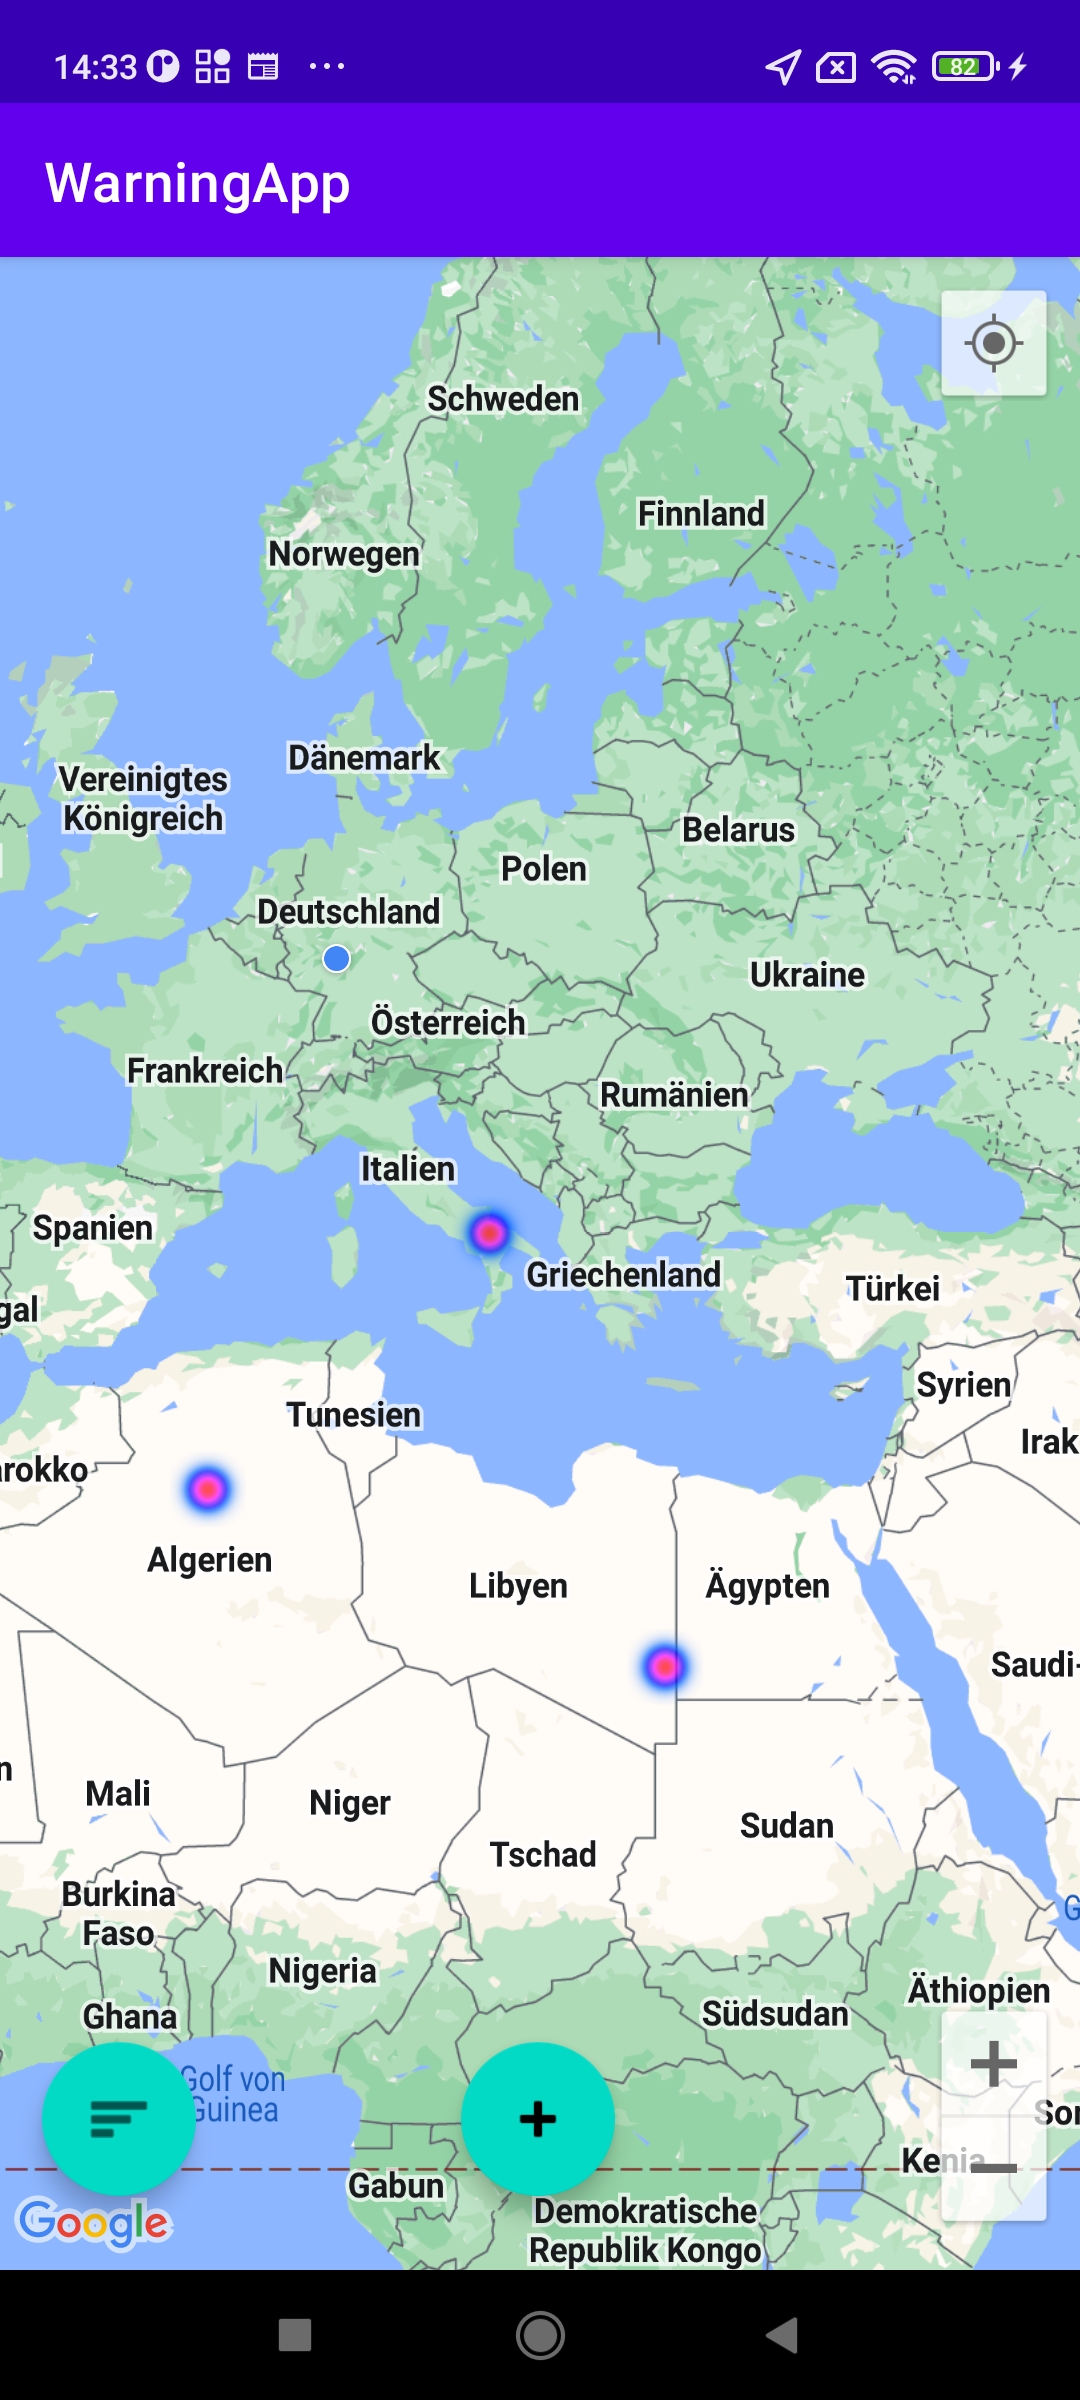 14:33
82
WarningApp
Schweden
Finnland
Norwegen
Dänemark
Vereinigtes
Königreich
Belarus
Polen
Deutschland
Ukraine
Österreich
Frankreich
Rumänien
Italien
Spanien
Griechenland
Türkei
gal
Syrien
Tunesien
Irak
arokko
Algerien
Libyen
Ägypten
Saudi-
n
Mali
Niger
Sudan
Tschad
Burkina
Faso
G
Nigeria
Äthiopien
Ghana
Südsudan
Golf von
Guinea
Son
Kenia
Gabun
Demokratische
Republik Kongo
Google